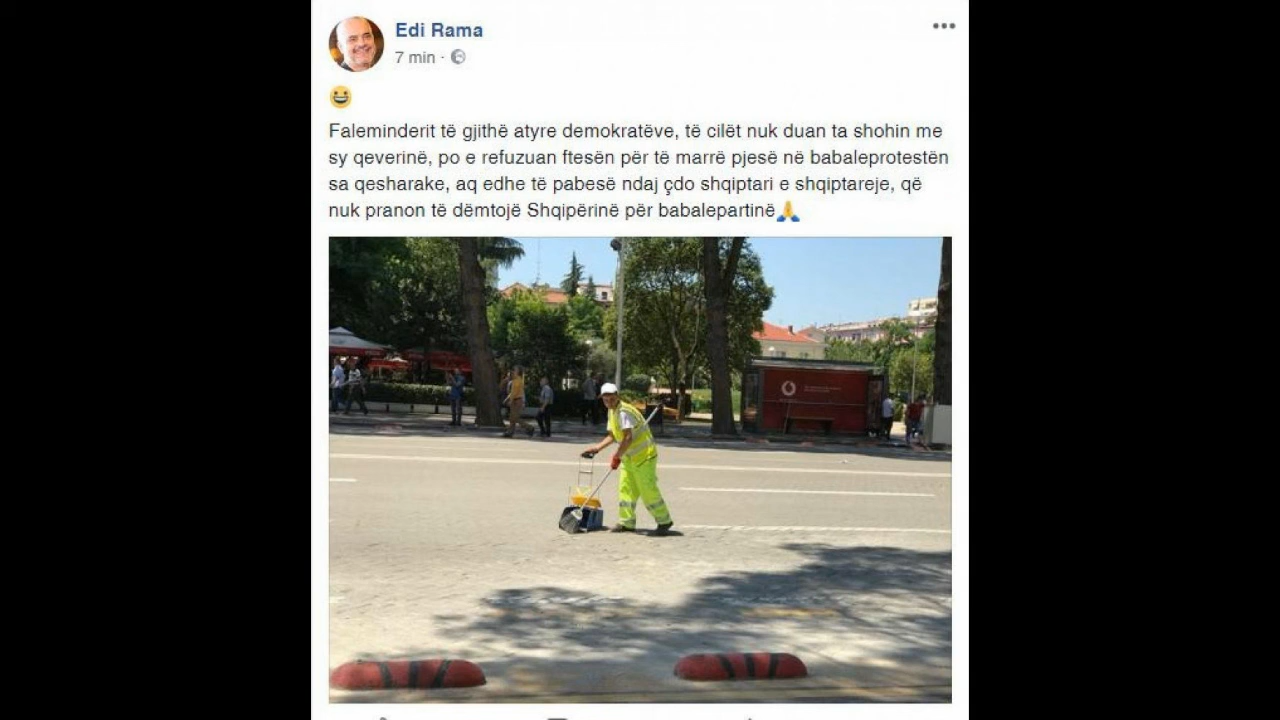 Edi Rama
7 min ·
Faleminderit të gjithë atyre demokratëve, të cilët nuk duan ta shohin me
sy qeverinë, po e refuzuan ftesën për të marrë pjesë në babaleprotestën
sa qesharake, aq edhe të pabesë ndaj çdo shqiptari e shqiptareje, që
nuk pranon të dëmtojë Shqipërinë për babalepartinë